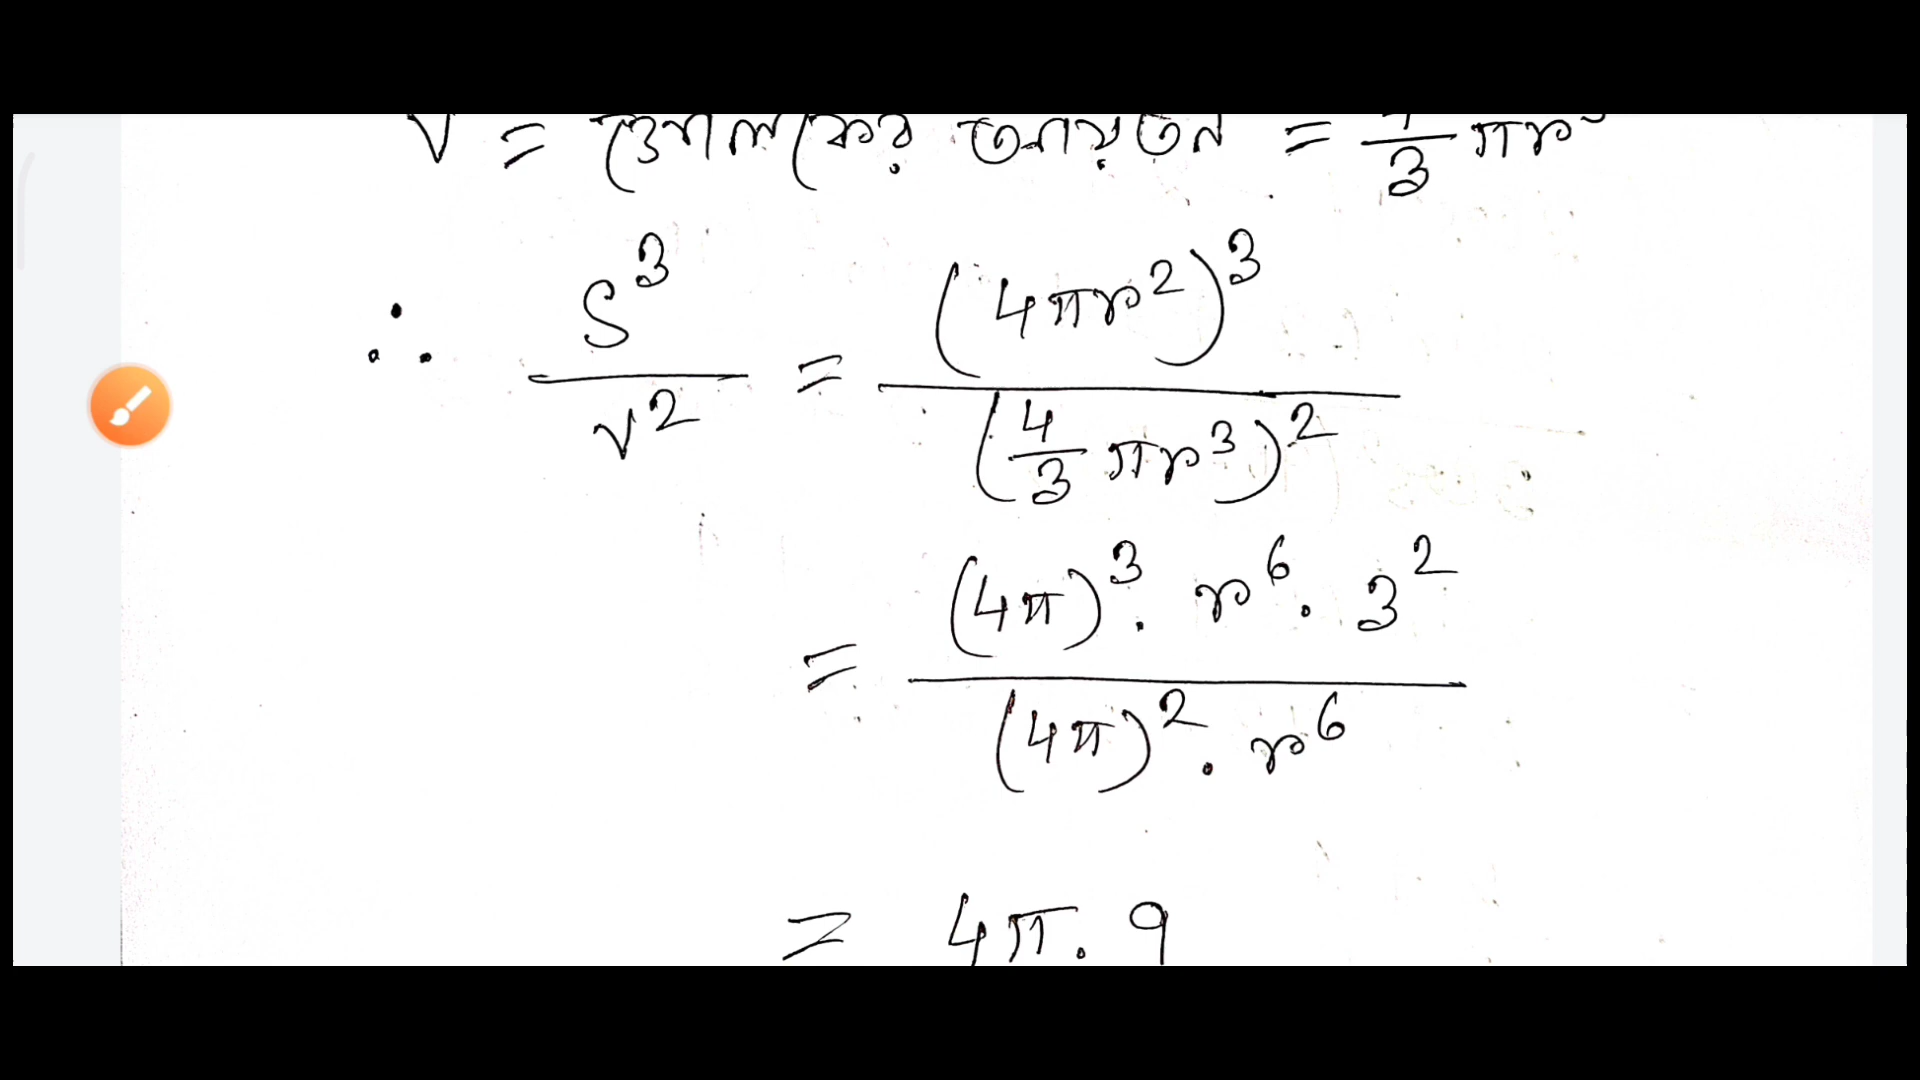 V = গোলকের আয়তন = 4/3 πr³
∴ S³/V² = (4πr²)³/(4/3 πr³)²
= (4π)³. r⁶. 3²/(4π)². r⁶
= 4π. 9